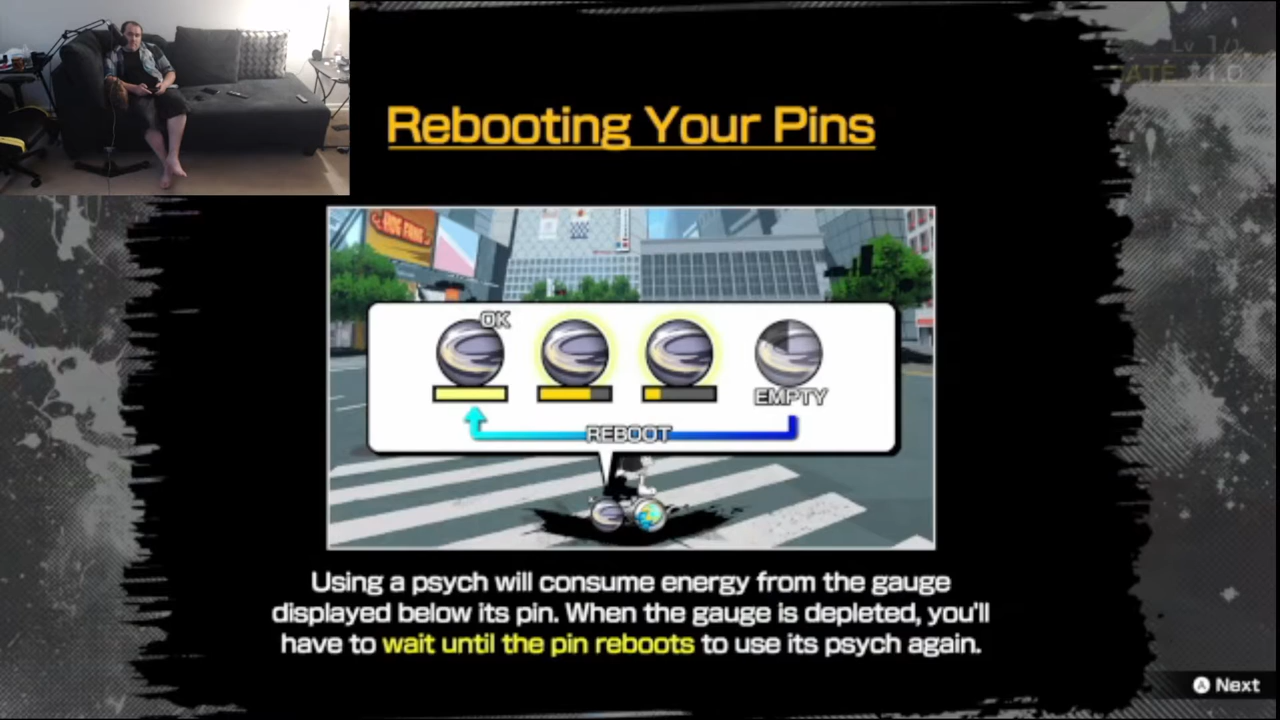 Rebooting Your Pins
HOG FANG
OK
EMPTY
REBOOT
Using a psych will consume energy from the gauge
displayed below its pin. When the gauge is depleted, you'll
have to wait until the pin reboots to use its psych again.
A Next